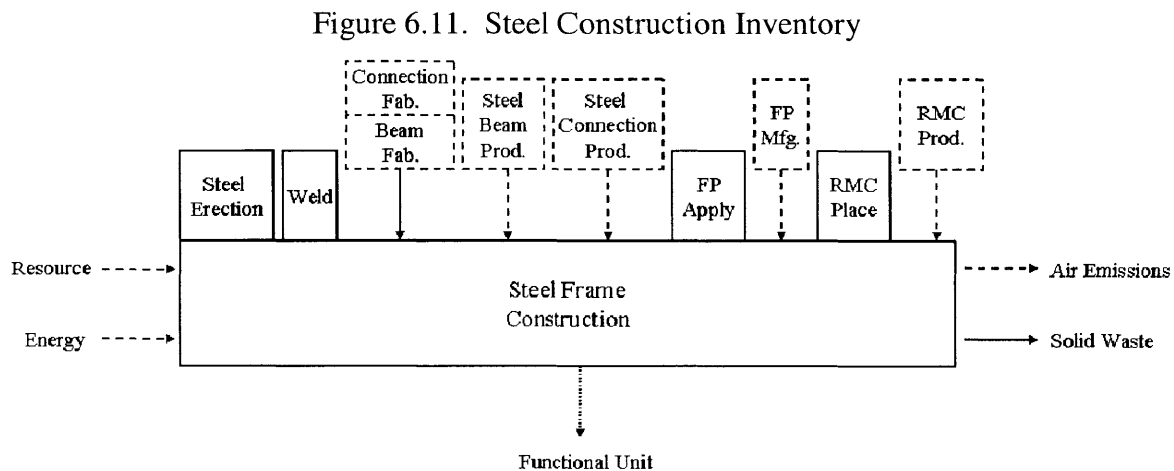 Figure 6.11. Steel Construction Inventory
Connection
Fab.
Beam
Fab.
Steel
Beam
Prod.
Steel
Connection
Prod.
FP
Mfg.
RMC
Prod.
Steel
Erection
Weld
FP
Apply
RMC
Place
Resource
Energy
Steel Frame
Construction
Air Emissions
Solid Waste
Functional Unit